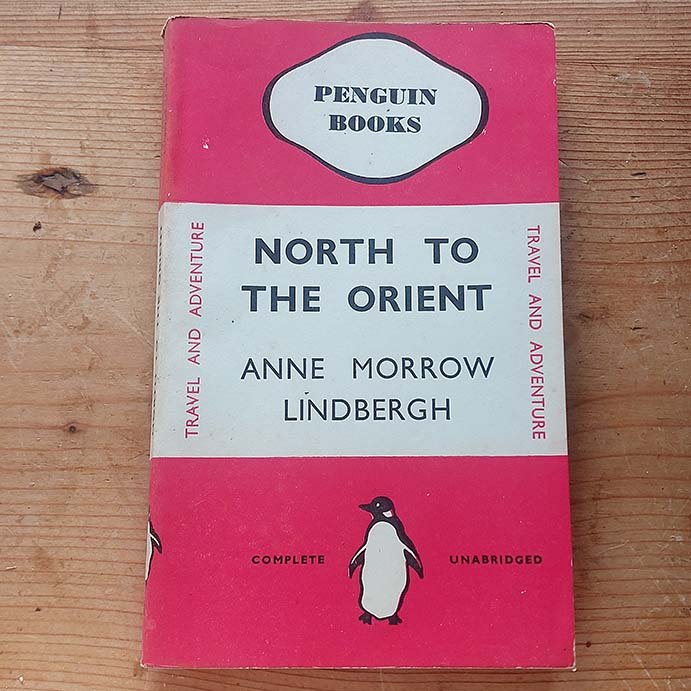 PENGUIN
BOOKS
NORTH TO
THE ORIENT
ANNE MORROW
LINDBERGH
TRAVEL AND ADVENTURE
TRAVEL AND ADVENTURE
COMPLETE
UNABRIDGED